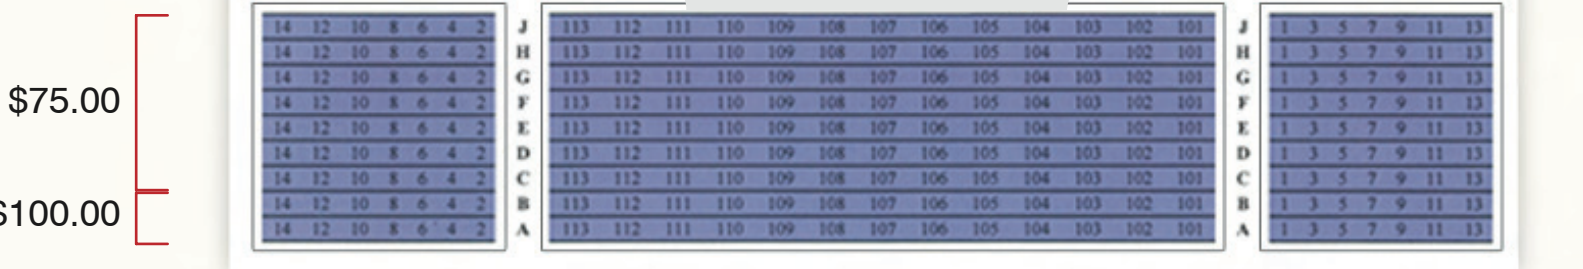 14 12 10 8 6 4 2 J 113 112 111 110 109 108 107 106 105 104 103 102 101 J 1 3 5 7 9 11 13
14 12 10 8 6 4 2 H 113 112 111 110 109 108 107 106 105 104 103 102 101 H 1 3 5 7 9 11 13
14 12 10 8 6 4 2 G 113 112 111 110 109 108 107 106 105 104 103 102 101 G 1 3 5 7 9 11 13
$75.00 14 12 10 8 6 4 2 F 113 112 111 110 109 108 107 106 105 104 103 102 101 F 1 3 5 7 9 11 13
14 12 10 8 6 4 2 E 113 112 111 110 109 108 107 106 105 104 103 102 101 E 1 3 5 7 9 11 13
14 12 10 8 6 4 2 D 113 112 111 110 109 108 107 106 105 104 103 102 101 D 1 3 5 7 9 11 13
14 12 10 8 6 4 2 C 113 112 111 110 109 108 107 106 105 104 103 102 101 C 1 3 5 7 9 11 13
$100.00 14 12 10 8 6 4 2 B 113 112 111 110 109 108 107 106 105 104 103 102 101 B 1 3 5 7 9 11 13
14 12 10 8 6 4 2 A 113 112 111 110 109 108 107 106 105 104 103 102 101 A 1 3 5 7 9 11 13